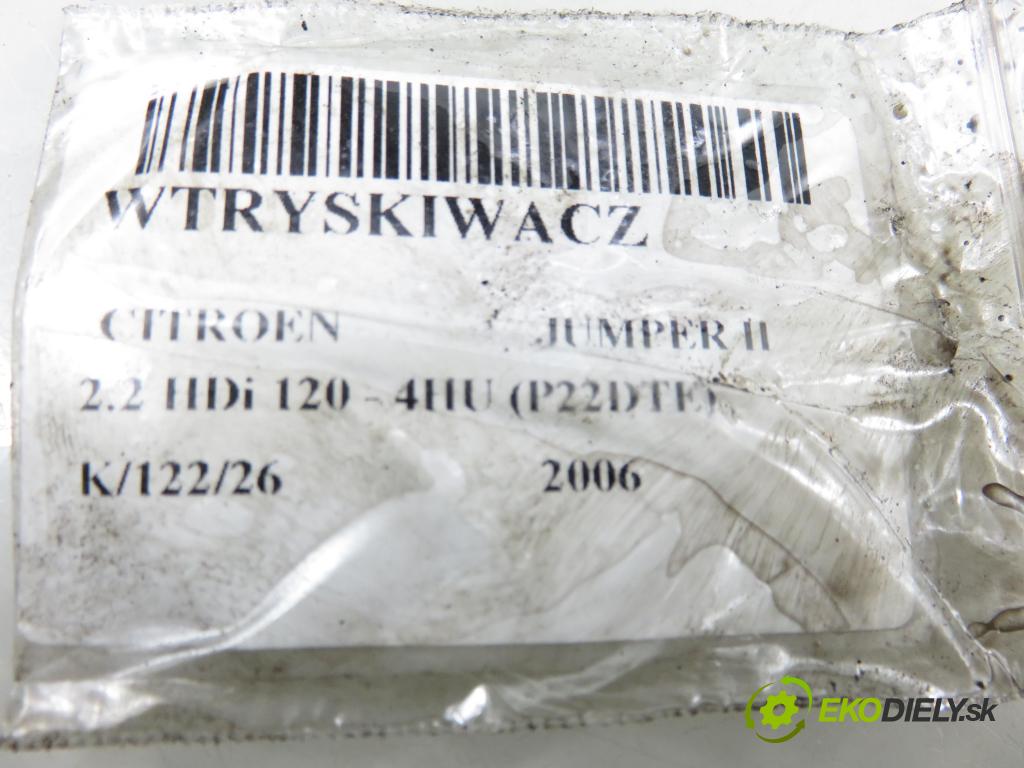 WTRYSKIWACZ
CITROEN JUMPER II
2.2 HDi 120 - 4HU (P22DTE)
K/122/26 2006
EKODIELY.sk